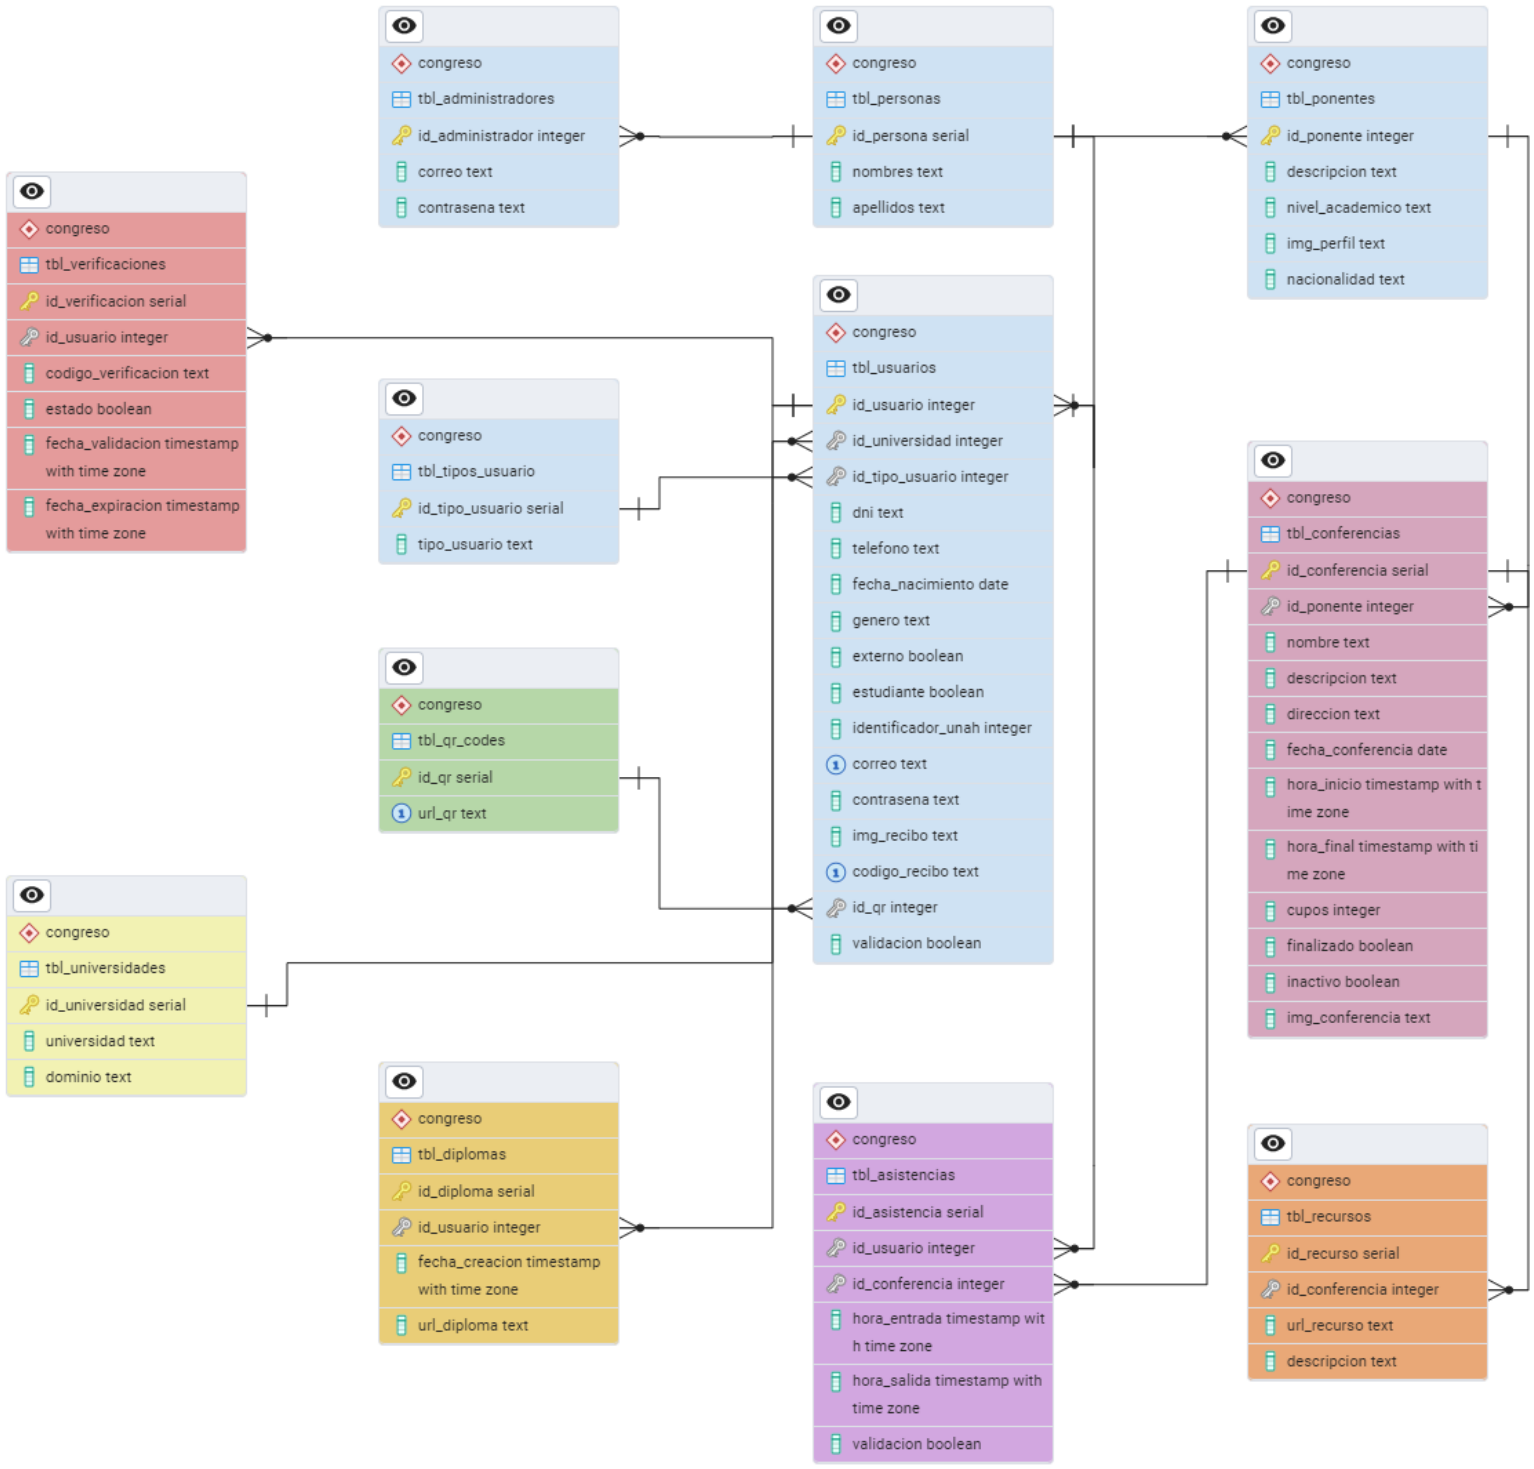 congreso
tbl_administradores
id_administrador integer
correo text
contrasena text
congreso
tbl_personas
id_persona serial
nombres text
apellidos text
congreso
tbl_ponentes
id_ponente integer
descripcion text
nivel_academico text
img_perfil text
nacionalidad text
congreso
tbl_verificaciones
id_verificacion serial
id_usuario integer
codigo_verificacion text
estado boolean
fecha_validacion timestamp
with time zone
fecha_expiracion timestamp
with time zone
congreso
tbl_tipos_usuario
id_tipo_usuario serial
tipo_usuario text
congreso
tbl_usuarios
id_usuario integer
id_universidad integer
id_tipo_usuario integer
dni text
telefono text
fecha_nacimiento date
genero text
externo boolean
estudiante boolean
identificador_unah integer
1 correo text
contrasena text
img_recibo text
1 codigo_recibo text
id_qr integer
validacion boolean
congreso
tbl_conferencias
id_conferencia serial
id_ponente integer
nombre text
descripcion text
direccion text
fecha_conferencia date
hora_inicio timestamp with t
ime zone
hora_final timestamp with ti
me zone
cupos integer
finalizado boolean
inactivo boolean
img_conferencia text
congreso
tbl_qr_codes
id_qr serial
1 url_qr text
congreso
tbl_universidades
id_universidad serial
universidad text
dominio text
congreso
tbl_diplomas
id_diploma serial
id_usuario integer
fecha_creacion timestamp
with time zone
url_diploma text
congreso
tbl_asistencias
id_asistencia serial
id_usuario integer
id_conferencia integer
hora_entrada timestamp wit
h time zone
hora_salida timestamp with
time zone
validacion boolean
congreso
tbl_recursos
id_recurso serial
id_conferencia integer
url_recurso text
descripcion text